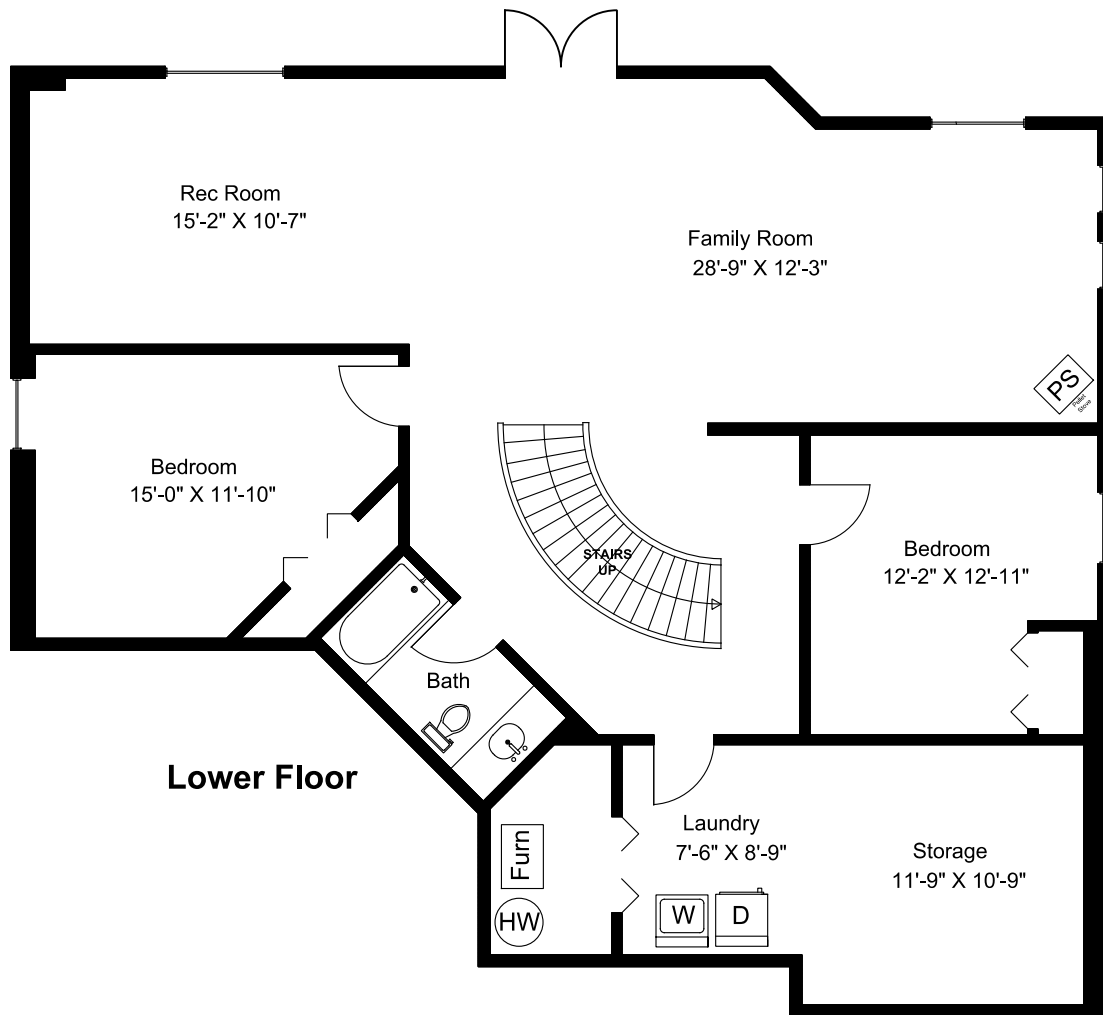 Rec Room
15'-2" X 10'-7"
Family Room
28'-9" X 12'-3"
PS
Pellet
Stove
Bedroom
15'-0" X 11'-10"
STAIRS
UP
Bedroom
12'-2" X 12'-11"
Bath
Lower Floor
Laundry
7'-6" X 8'-9"
Storage
11'-9" X 10'-9"
Furn
HW
W
D